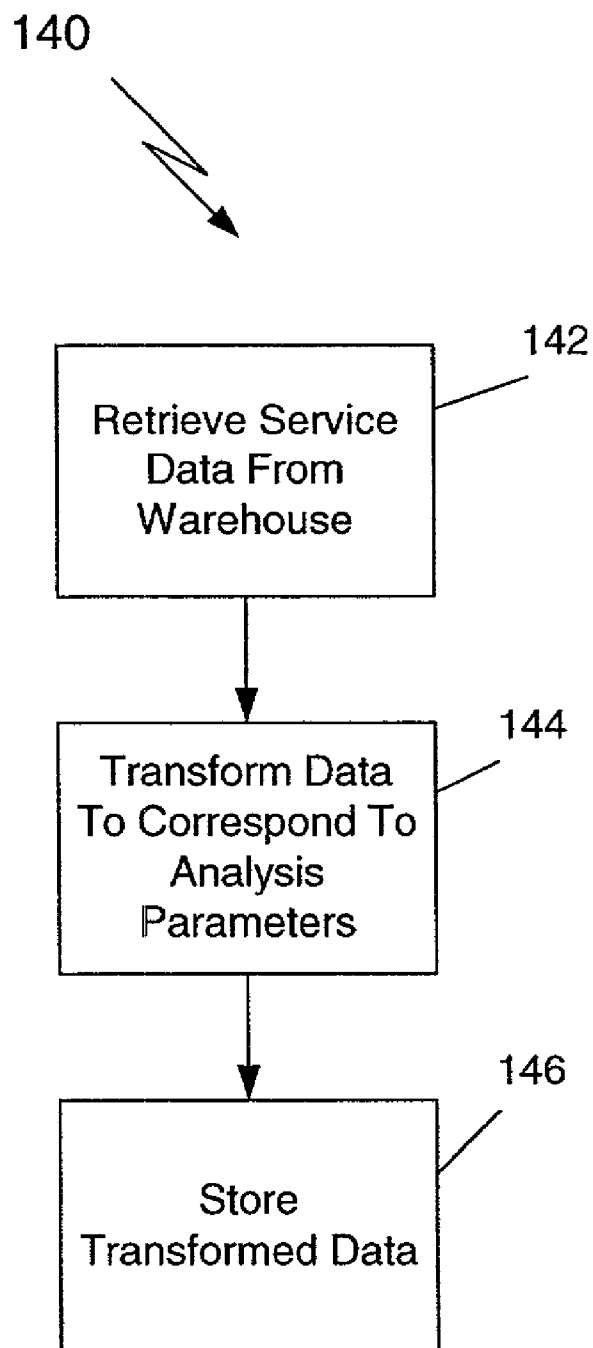 140
142
Retrieve Service
Data From
Warehouse
144
Transform Data
To Correspond To
Analysis
Parameters
146
Store
Transformed Data